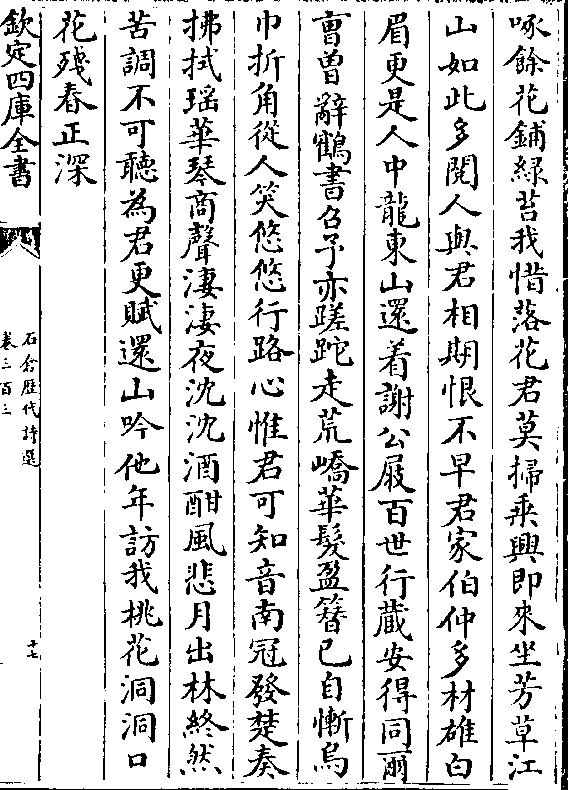 啄餘花鋪緑苔我惜落花君莫掃乗興即來坐芳草江
山如此多閱人與君相期恨不早君家伯仲多材雄白
眉更是人中龍東山還着謝公屐百世行蔵安得同爾
曺曽辭鶴書召予亦蹉跎走荒嶠華髮盈簪已自慚烏
巾折角從人笑悠悠行路心惟君可知音南冠發楚奏
拂拭瑶華琴商聲淒淒夜沈沈酒酣風悲月出林終然
苦調不可聽為君更賦還山吟他年訪我桃花洞洞口
花殘春正深
欽定四庫全書
石倉歴代詩選
卷三百三
十七